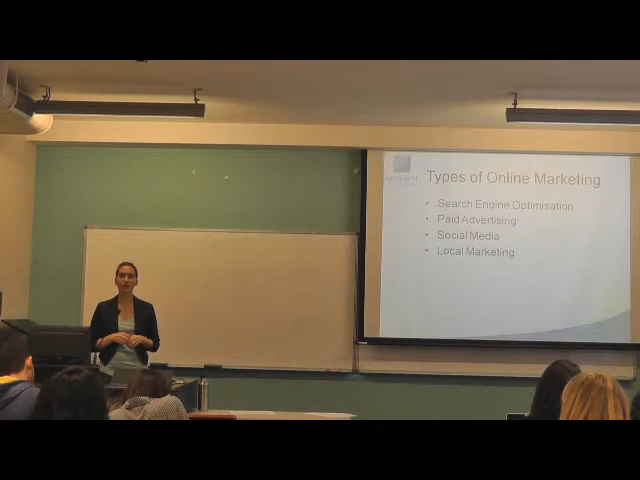 Types of Online Marketing
• Search Engine Optimisation
• Paid Advertising
• Social Media
• Local Marketing